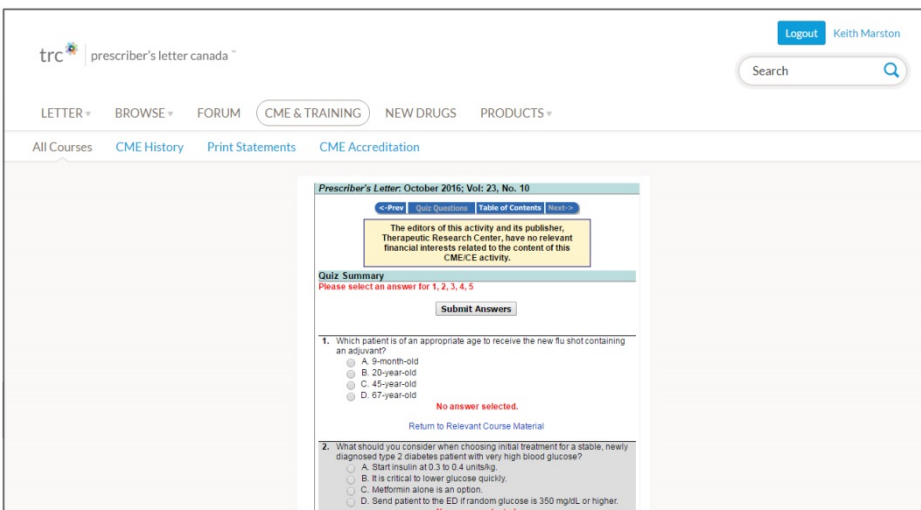 Logout Keith Marston
trc prescriber's letter canada ™
Search
LETTER BROWSE FORUM CME & TRAINING NEW DRUGS PRODUCTS
All Courses CME History Print Statements CME Accreditation
Prescriber's Letter: October 2016; Vol: 23, No. 10
<-Prev Quiz Questions Table of Contents Next->
The editors of this activity and its publisher,
Therapeutic Research Center, have no relevant
financial interests related to the content of this
CME/CE activity.
Quiz Summary
Please select an answer for 1, 2, 3, 4, 5
Submit Answers
1. Which patient is of an appropriate age to receive the new flu shot containing
an adjuvant?
A. 9-month-old
B. 20-year-old
C. 45-year-old
D. 67-year-old
No answer selected.
Return to Relevant Course Material
2. What should you consider when choosing initial treatment for a stable, newly
diagnosed type 2 diabetes patient with very high blood glucose?
A. Start insulin at 0.3 to 0.4 units/kg.
B. It is critical to lower glucose quickly.
C. Metformin alone is an option.
D. Send patient to the ED if random glucose is 350 mg/dL or higher.